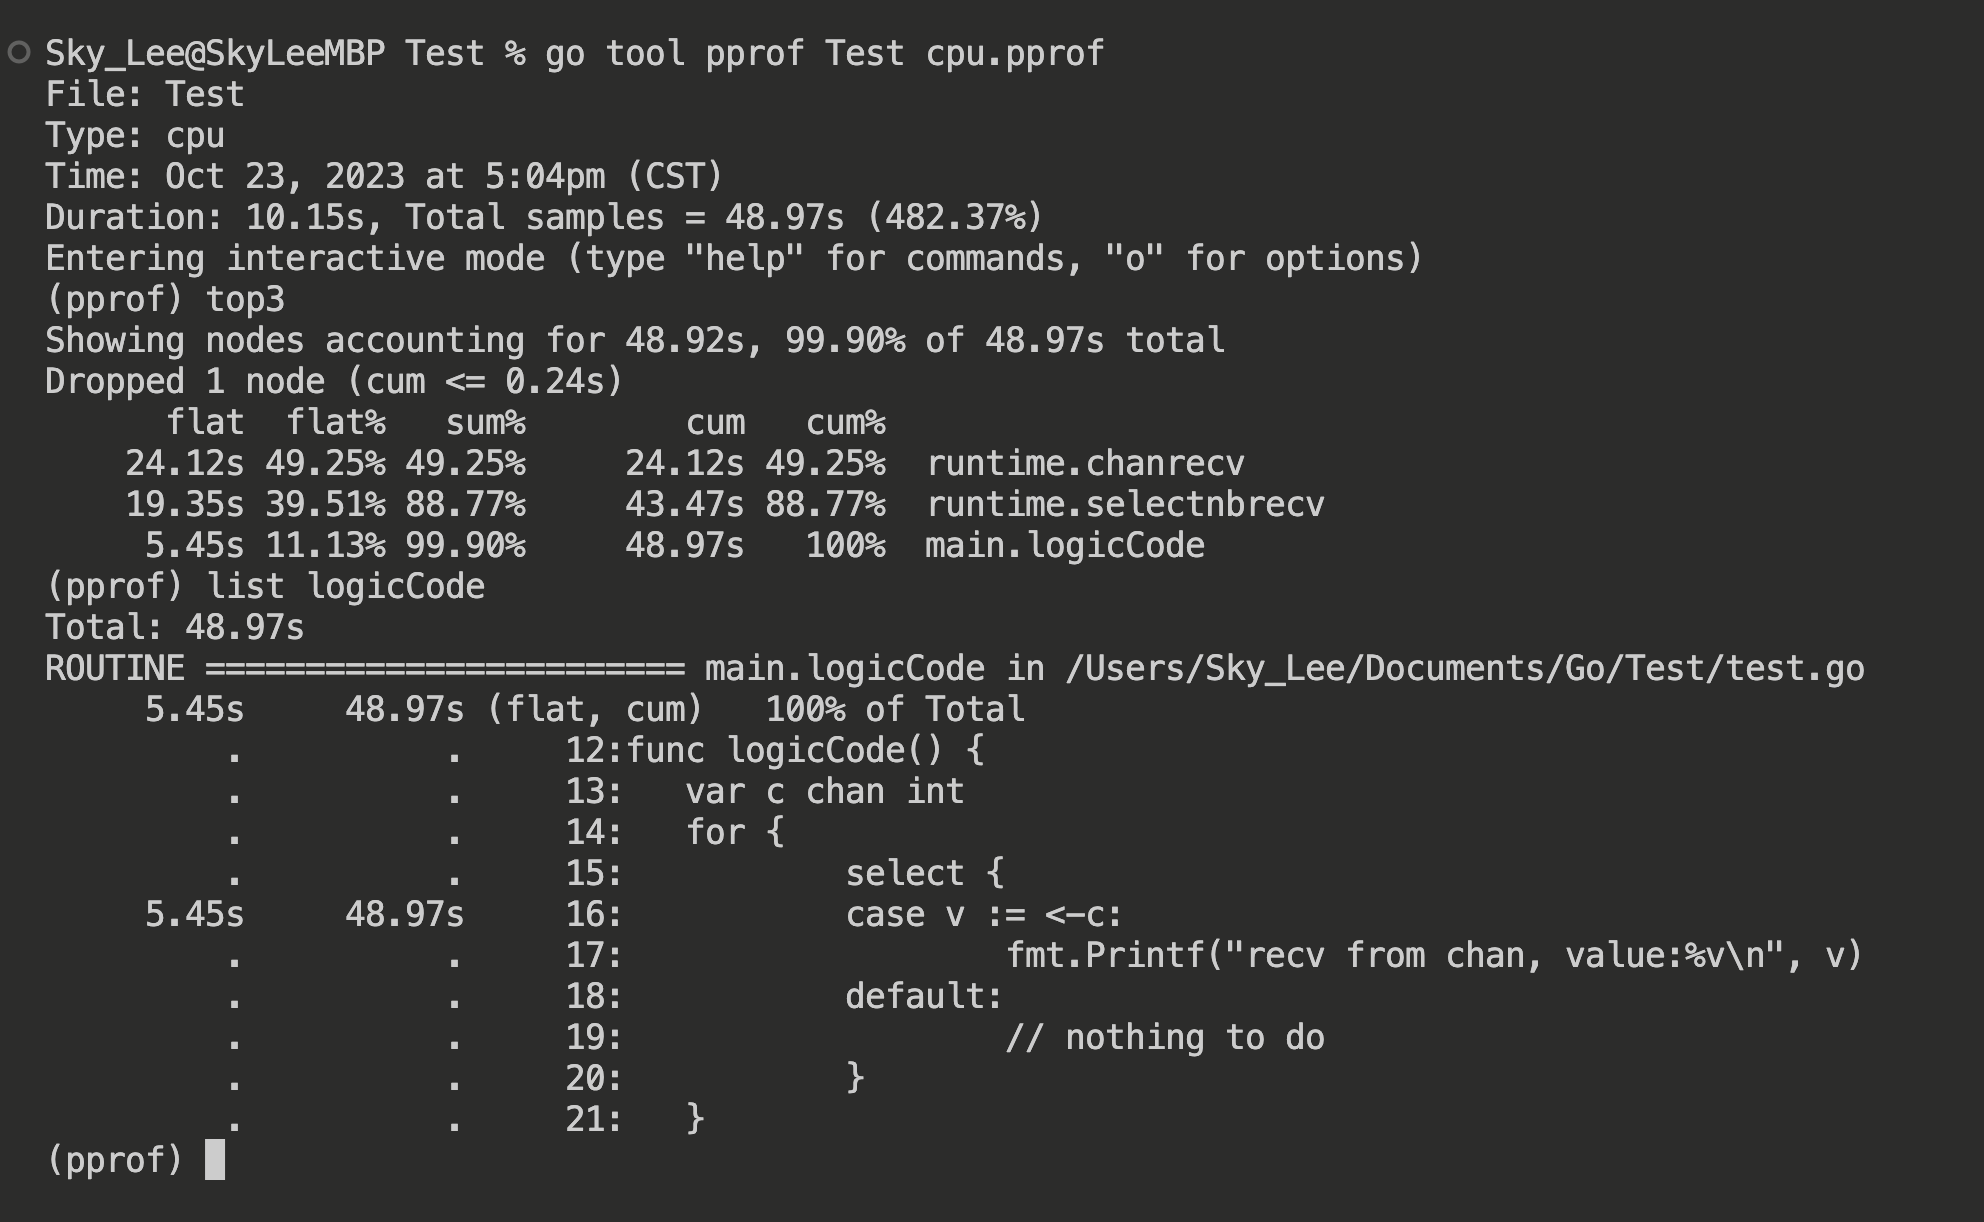 Sky_Lee@SkyLeeMBP Test % go tool pprof Test cpu.pprof
File: Test
Type: cpu
Time: Oct 23, 2023 at 5:04pm (CST)
Duration: 10.15s, Total samples = 48.97s (482.37%)
Entering interactive mode (type "help" for commands, "o" for options)
(pprof) top3
Showing nodes accounting for 48.92s, 99.90% of 48.97s total
Dropped 1 node (cum <= 0.24s)
      flat  flat%   sum%        cum   cum%
    24.12s 49.25% 49.25%     24.12s 49.25%  runtime.chanrecv
    19.35s 39.51% 88.77%     43.47s 88.77%  runtime.selectnbrecv
     5.45s 11.13% 99.90%     48.97s   100%  main.logicCode
(pprof) list logicCode
Total: 48.97s
ROUTINE ======================== main.logicCode in /Users/Sky_Lee/Documents/Go/Test/test.go
     5.45s     48.97s (flat, cum)   100% of Total
         .          .     12:func logicCode() {
         .          .     13:   var c chan int
         .          .     14:   for {
         .          .     15:           select {
     5.45s     48.97s     16:           case v := <-c:
         .          .     17:                   fmt.Printf("recv from chan, value:%v\n", v)
         .          .     18:           default:
         .          .     19:                   // nothing to do
         .          .     20:           }
         .          .     21:   }
(pprof)